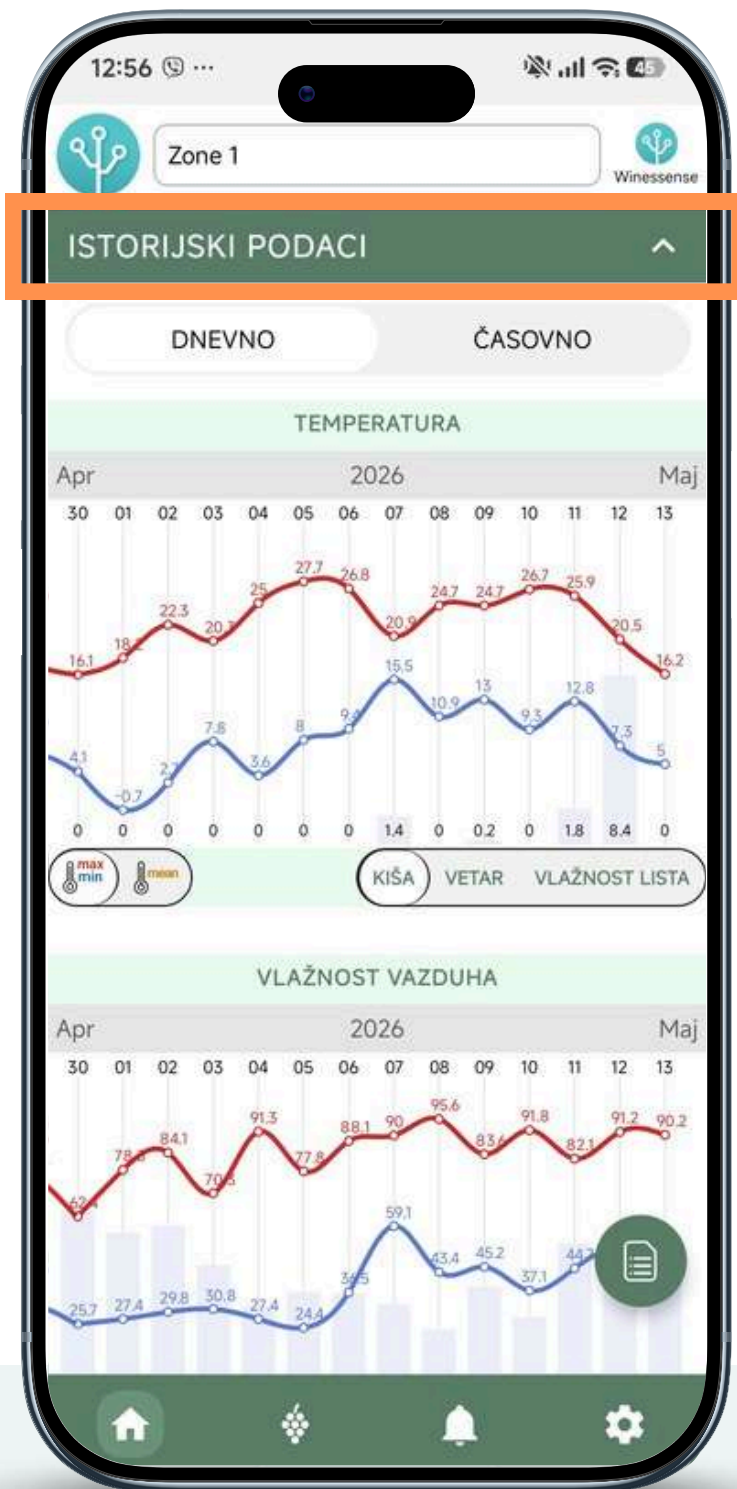 12:56 ...
45
Zone 1
Winessense
ISTORIJSKI PODACI
DNEVNO ČASOVNO
TEMPERATURA
Apr 2026 Maj
30 01 02 03 04 05 06 07 08 09 10 11 12 13
16.1 22.3 25 27.7 26.8 20.9 24.7 24.7 26.7 25.9 20.5 16.2
4.1 -0.7 7.8 3.6 8 9.4 15.5 10.9 13 9.3 12.8 7.3 5
0 0 0 0 0 0 0 1.4 0 0.2 0 1.8 8.4 0
max
min
mean
KIŠA VETAR VLAŽNOST LISTA
VLAŽNOST VAZDUHA
Apr 2026 Maj
30 01 02 03 04 05 06 07 08 09 10 11 12 13
84.1 91.3 77.8 88.1 90 95.6 83.6 91.8 82.1 91.2 90.2
25.7 27.4 29.8 30.8 27.4 24.4 36.5 59.1 43.4 45.2 37.1